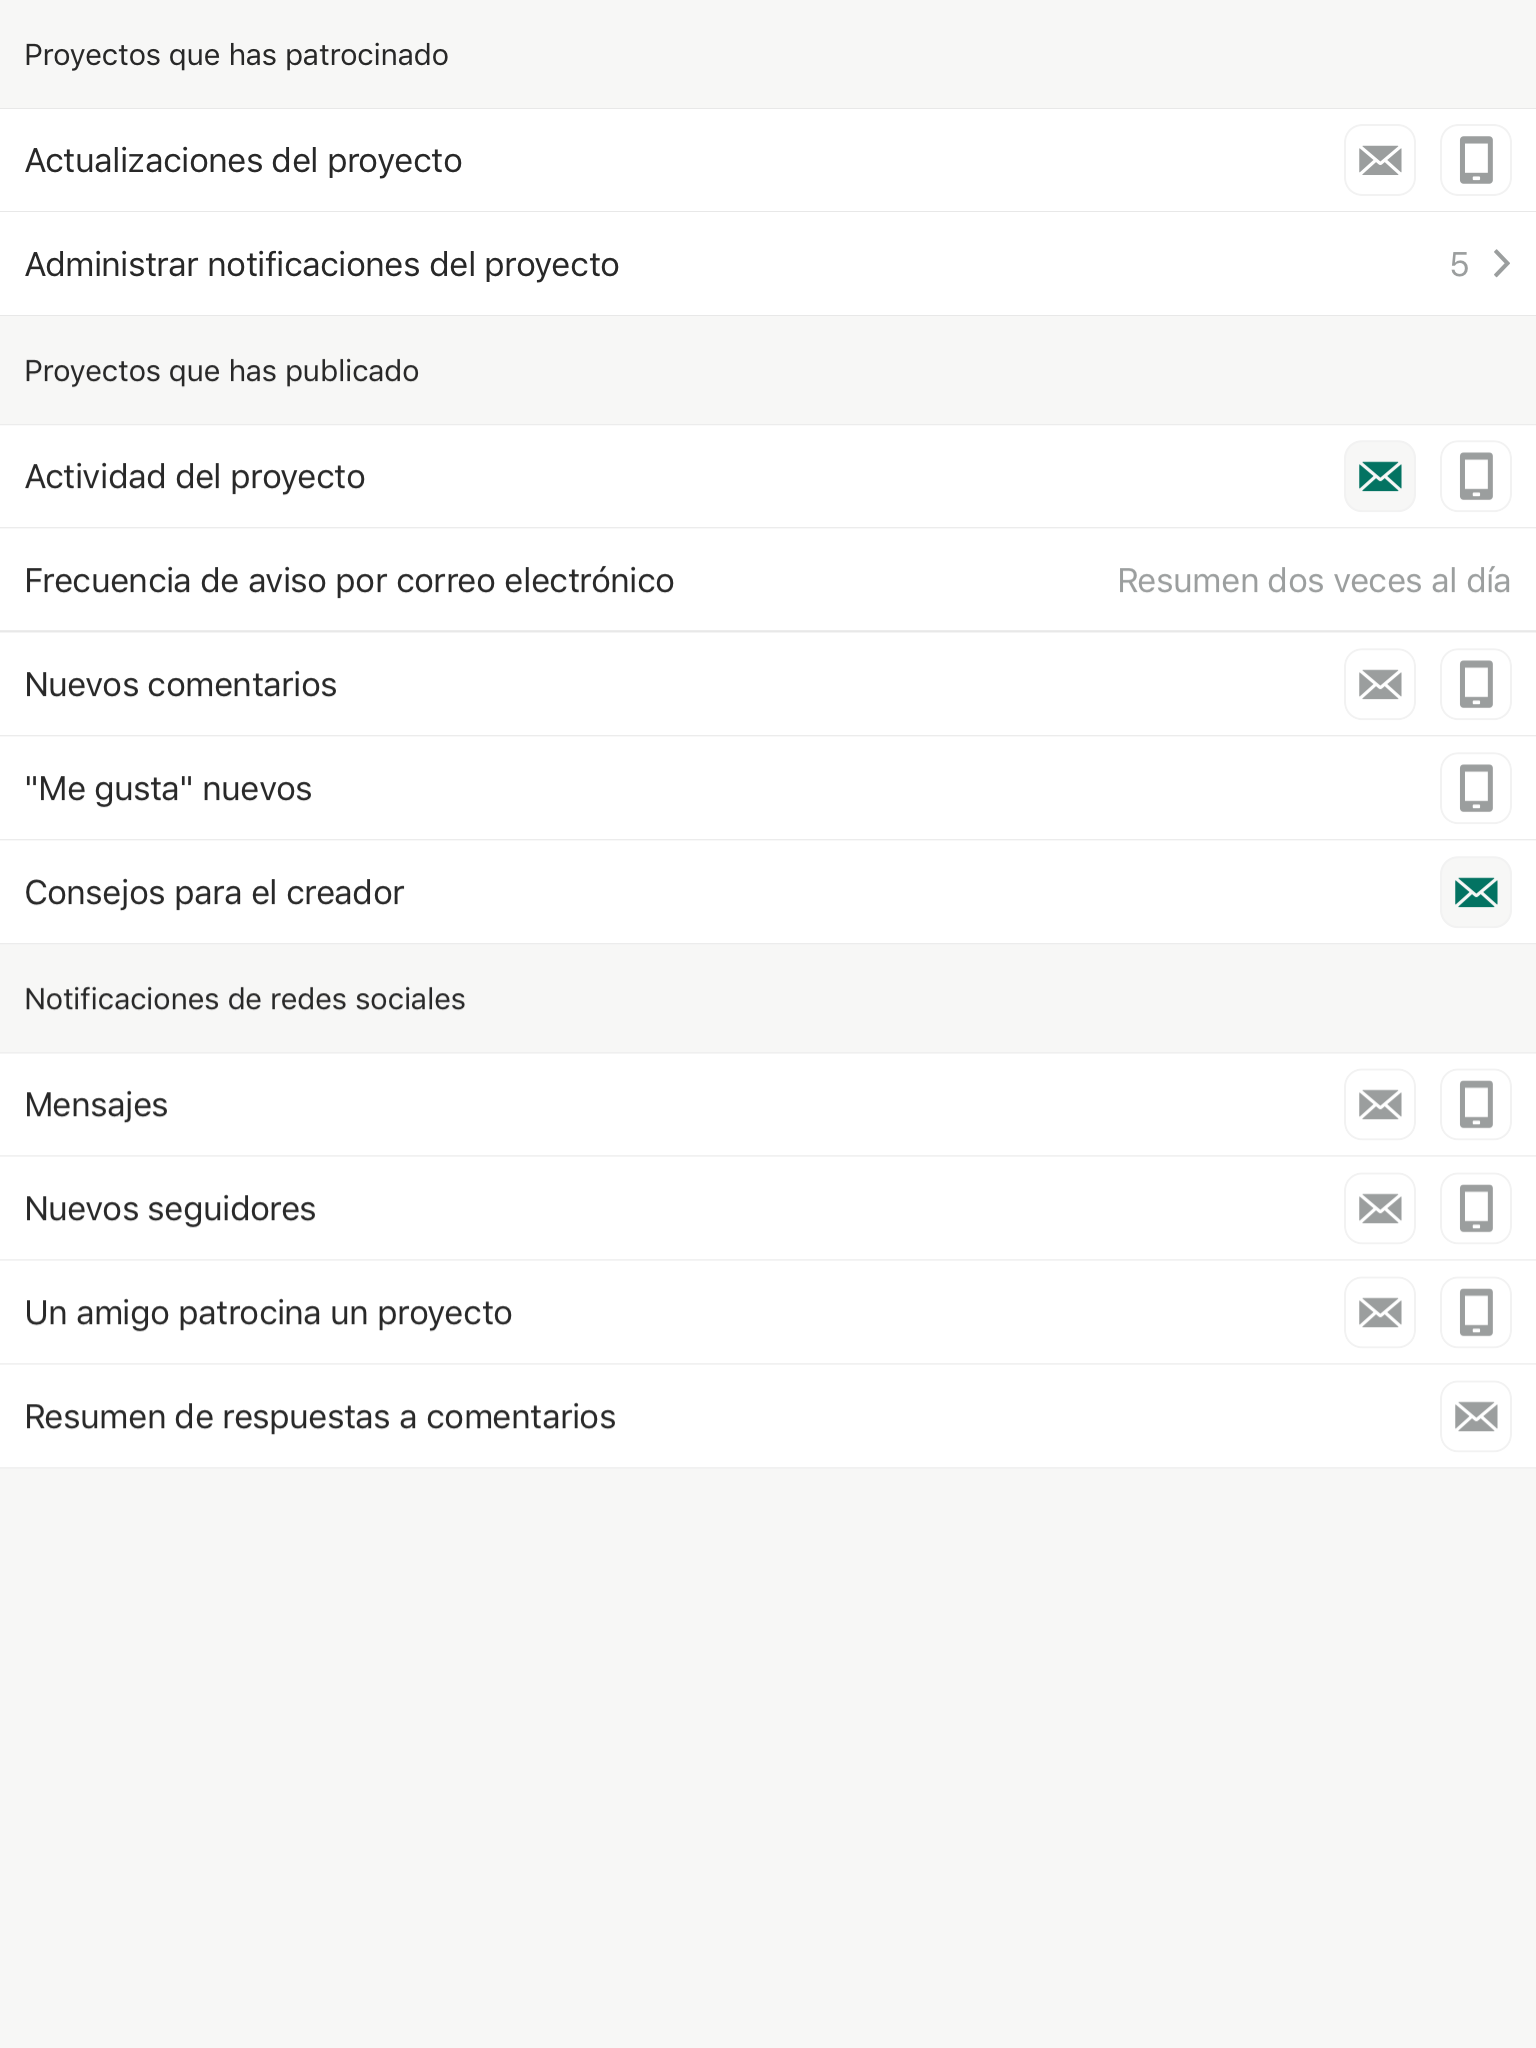 Proyectos que has patrocinado
Actualizaciones del proyecto
Administrar notificaciones del proyecto 5
Proyectos que has publicado
Actividad del proyecto
Frecuencia de aviso por correo electrónico Resumen dos veces al día
Nuevos comentarios
"Me gusta" nuevos
Consejos para el creador
Notificaciones de redes sociales
Mensajes
Nuevos seguidores
Un amigo patrocina un proyecto
Resumen de respuestas a comentarios